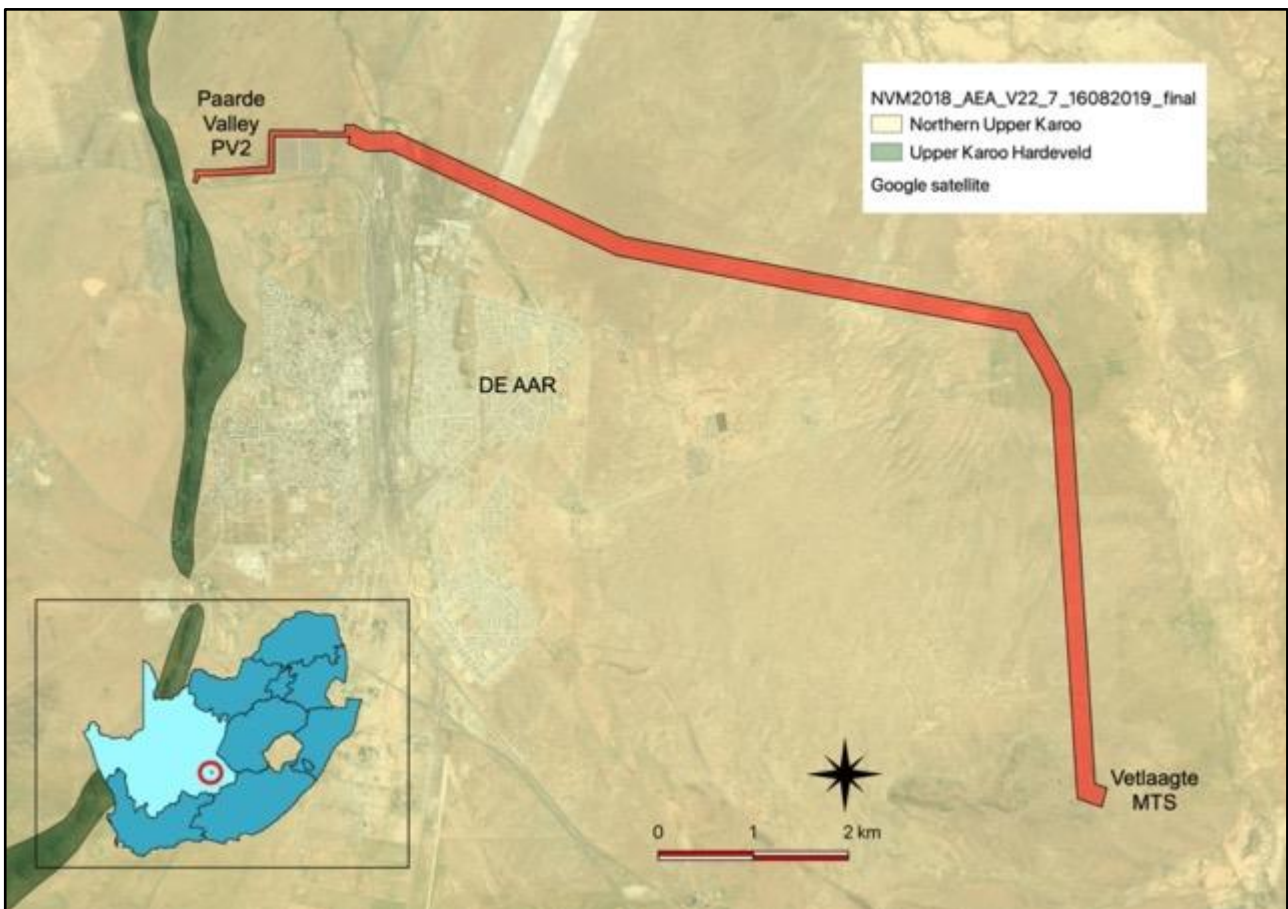 Paarde
Valley
PV2
NVM2018_AEA_V22_7_16082019_final
Northern Upper Karoo
Upper Karoo Hardeveld
Google satellite
DE AAR
Vetlaagte
MTS
0 1 2 km